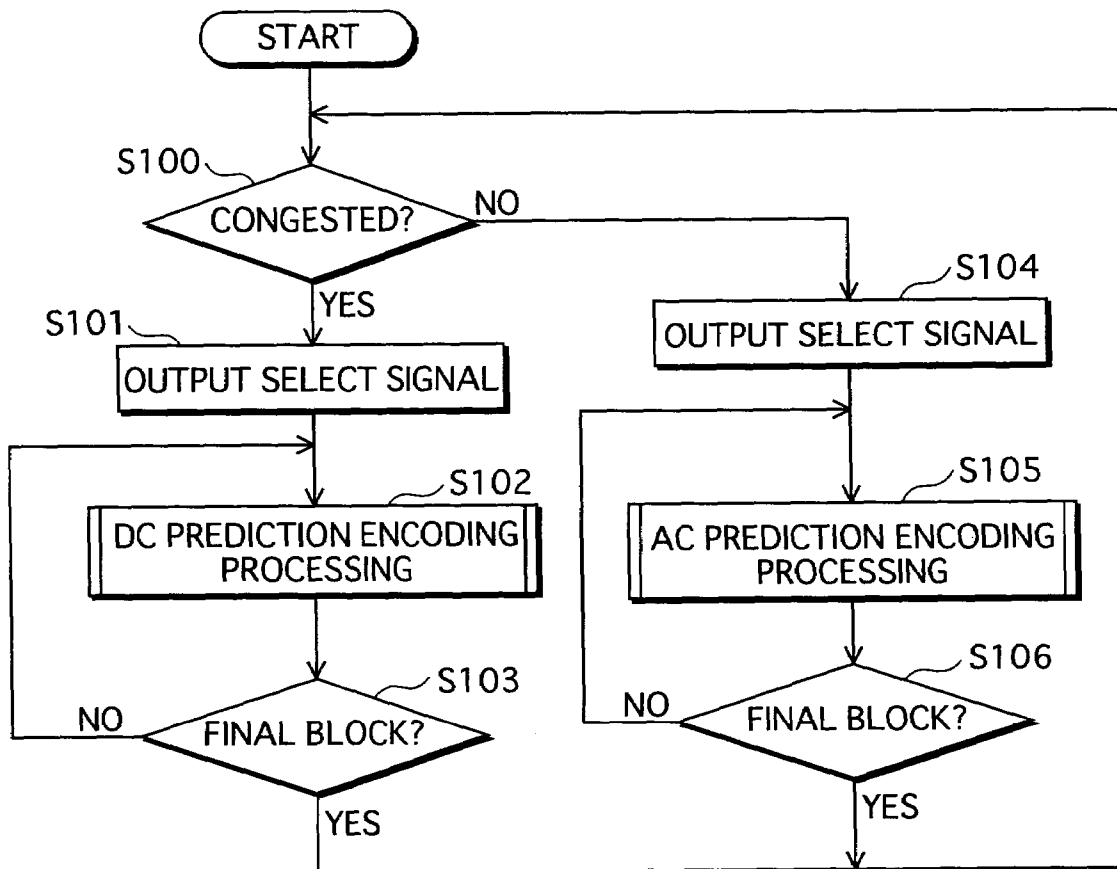 START
S100
CONGESTED?
NO
YES
S101
OUTPUT SELECT SIGNAL
S102
DC PREDICTION ENCODING
PROCESSING
S103
FINAL BLOCK?
NO
YES
S104
OUTPUT SELECT SIGNAL
S105
AC PREDICTION ENCODING
PROCESSING
S106
FINAL BLOCK?
NO
YES